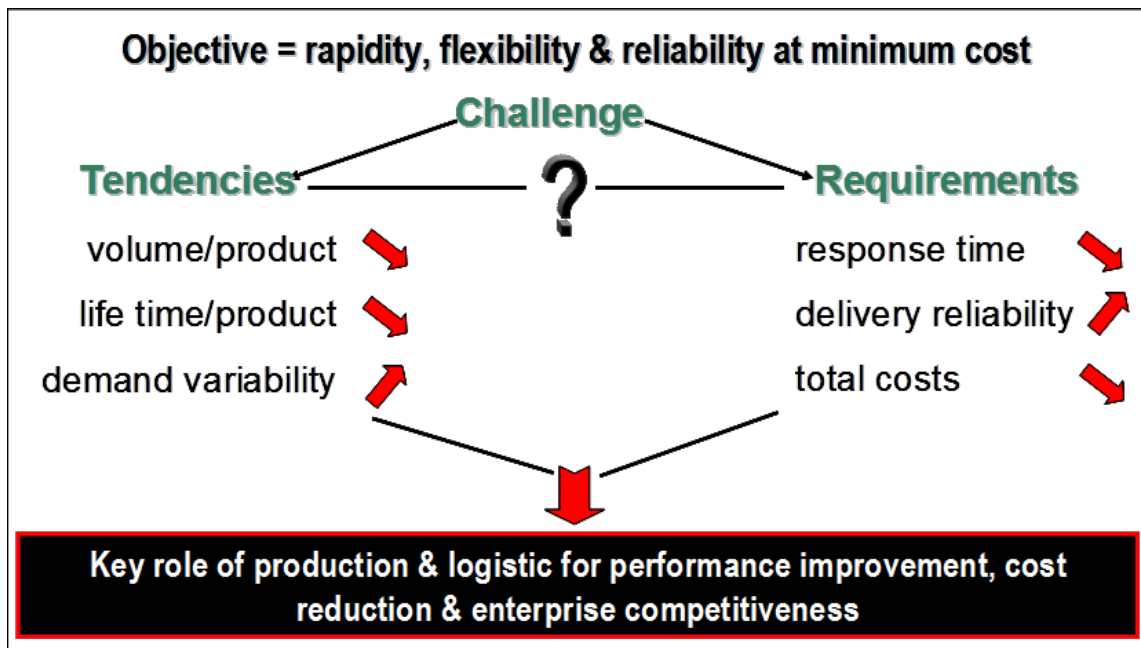 Objective = rapidity, flexibility & reliability at minimum cost
Challenge
Tendencies
?
Requirements
volume/product
life time/product
demand variability
response time
delivery reliability
total costs
Key role of production & logistic for performance improvement, cost
reduction & enterprise competitiveness